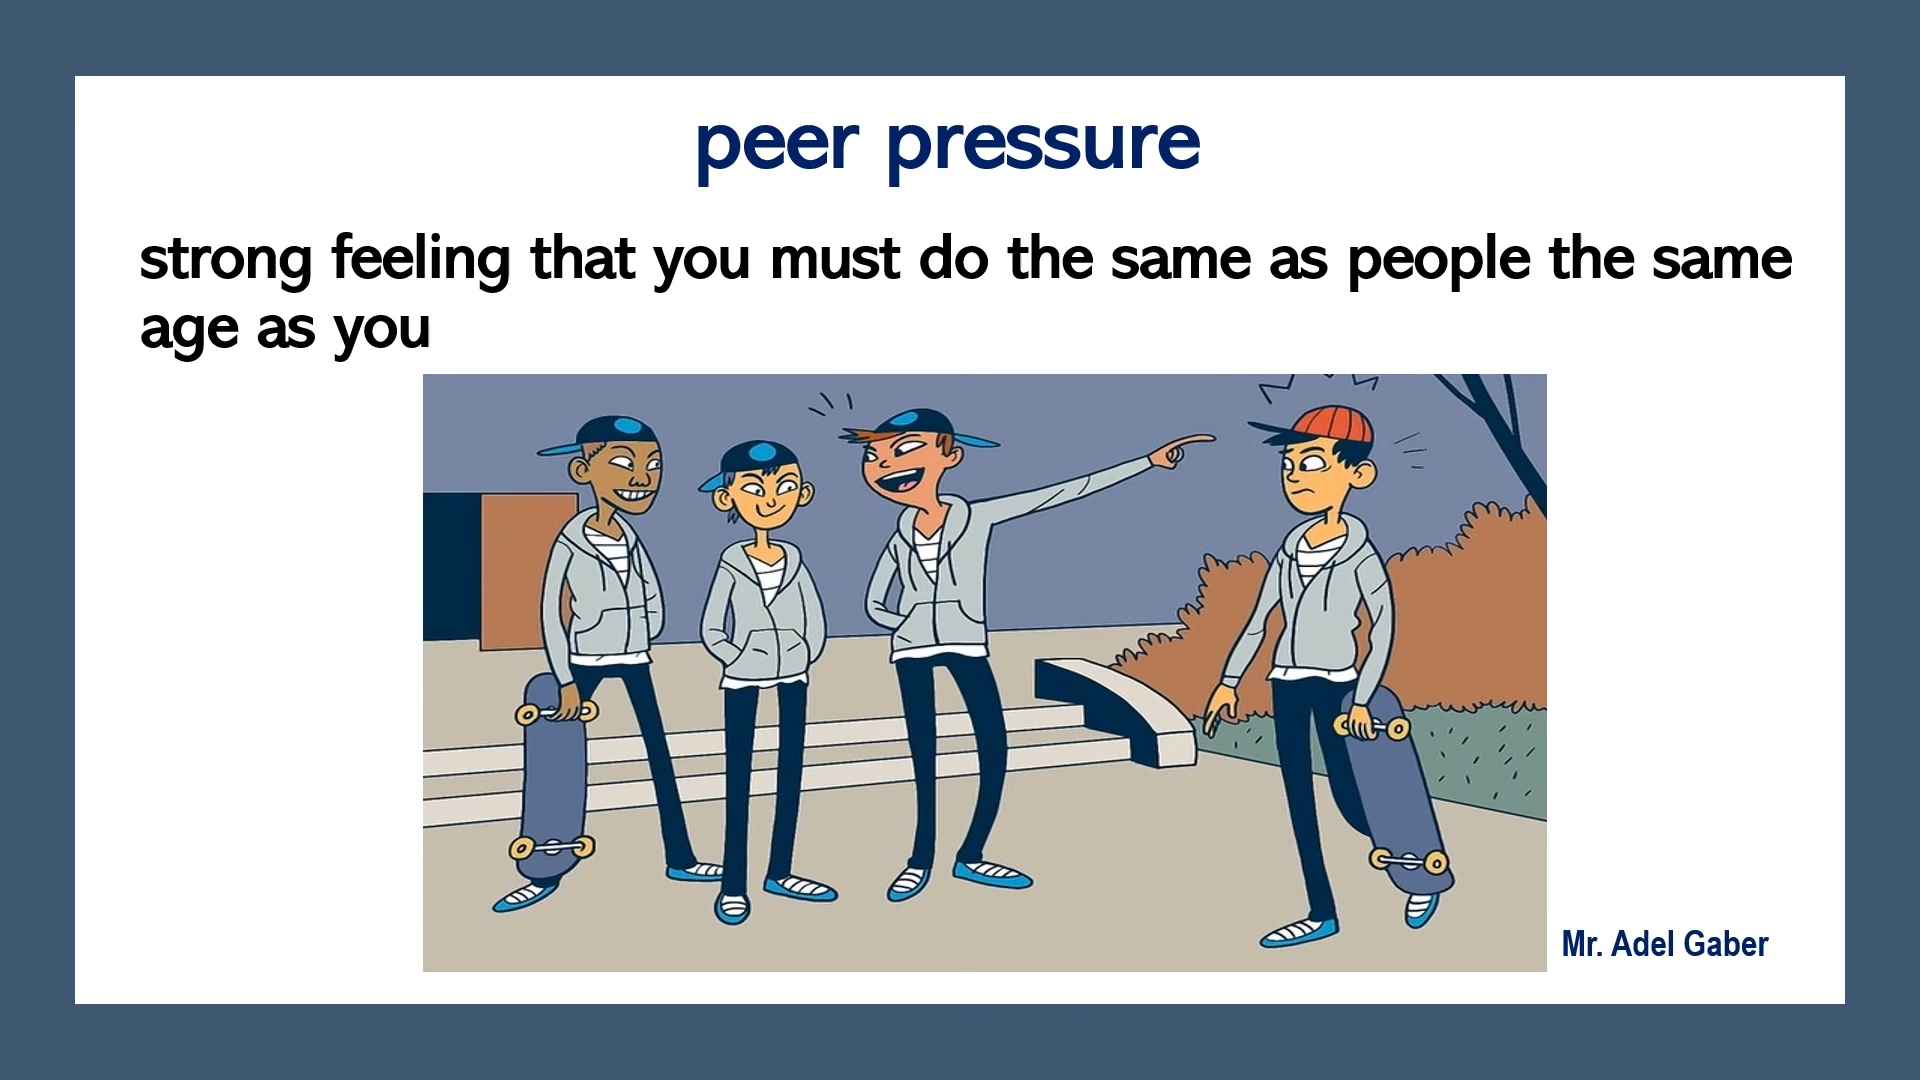 peer pressure
strong feeling that you must do the same as people the same
age as you
Mr. Adel Gaber